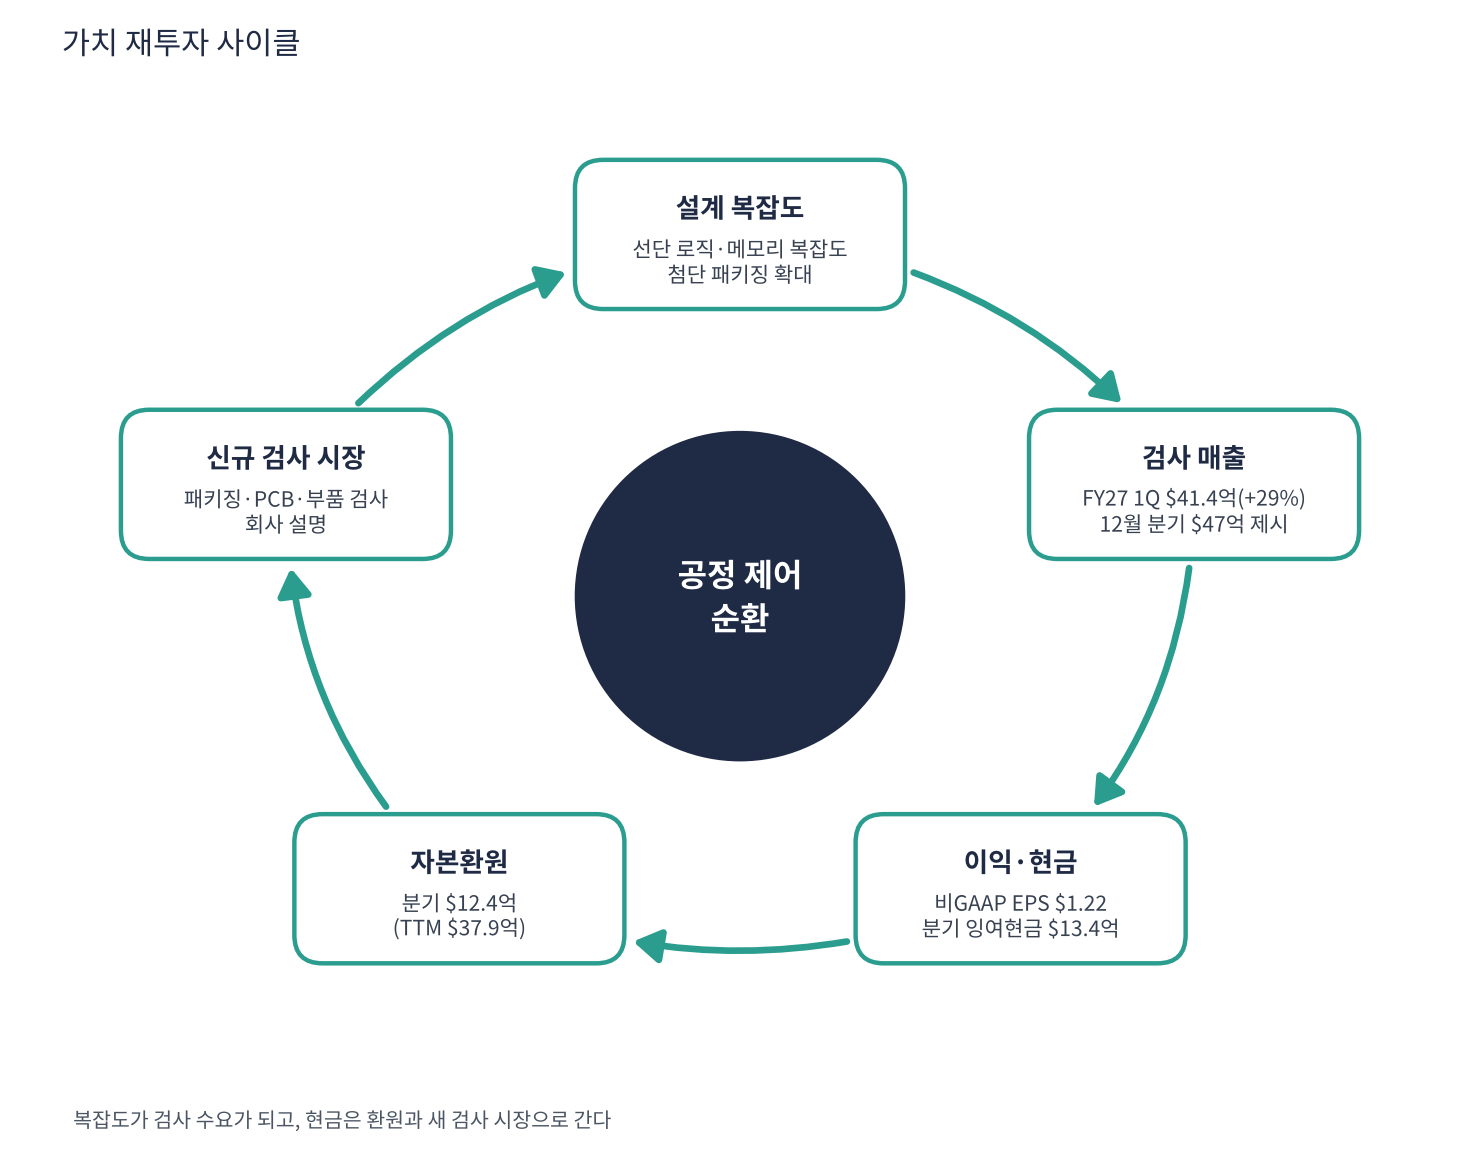 가치 재투자 사이클
설계 복잡도
선단 로직·메모리 복잡도
첨단 패키징 확대
검사 매출
FY27 1Q $41.4억(+29%)
12월 분기 $47억 제시
이익·현금
비GAAP EPS $1.22
분기 잉여현금 $13.4억
자본환원
분기 $12.4억
(TTM $37.9억)
신규 검사 시장
패키징·PCB·부품 검사
회사 설명
공정 제어
순환
복잡도가 검사 수요가 되고, 현금은 환원과 새 검사 시장으로 간다